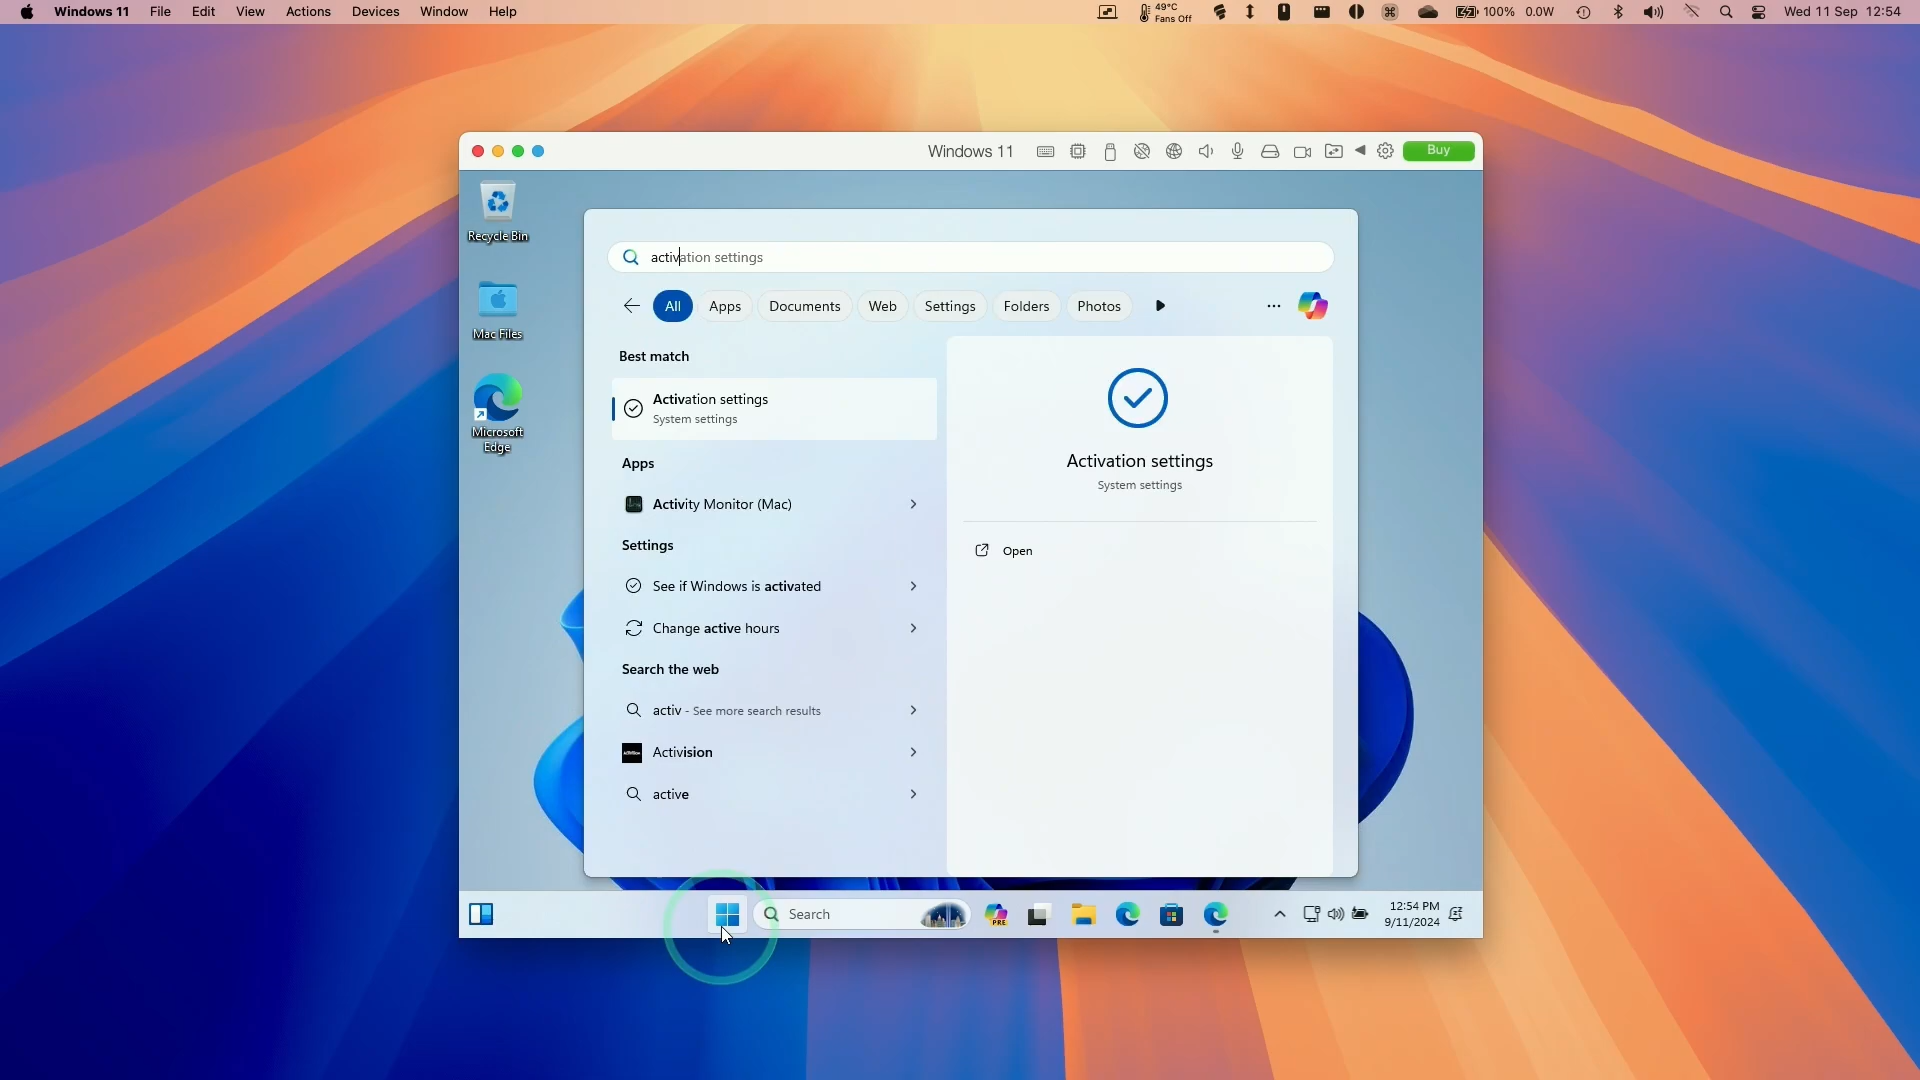 Windows 11 File Edit View Actions Devices Window Help
49°C
Fans Off
100% 0.0W
Wed 11 Sep 12:54
Windows 11
Buy
Recycle Bin
Mac Files
Microsoft
Edge
activation settings
All Apps Documents Web Settings Folders Photos
Best match
Activation settings
System settings
Apps
Activity Monitor (Mac)
Settings
See if Windows is activated
Change active hours
Search the web
activ - See more search results
Activision
active
Activation settings
System settings
Open
Search
PRE
12:54 PM
9/11/2024